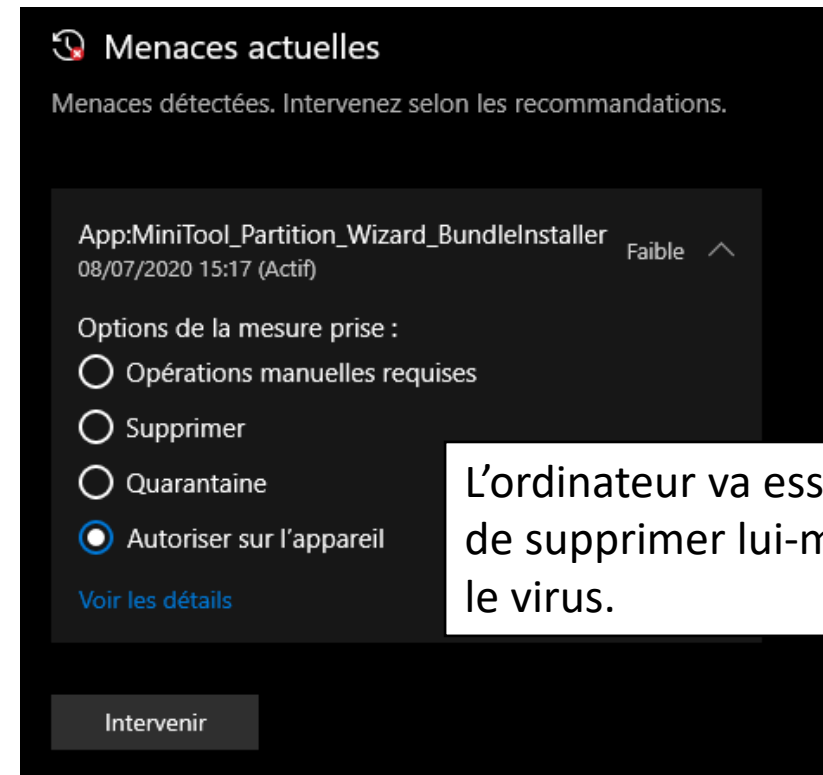 Menaces actuelles
Menaces détectées. Intervenez selon les recommandations.
App:MiniTool_Partition_Wizard_BundleInstaller
Faible
08/07/2020 15:17 (Actif)
Options de la mesure prise :
Opérations manuelles requises
Supprimer
Quarantaine
Autoriser sur l'appareil
Voir les détails
L'ordinateur va
de supprimer
le virus.
Intervenir